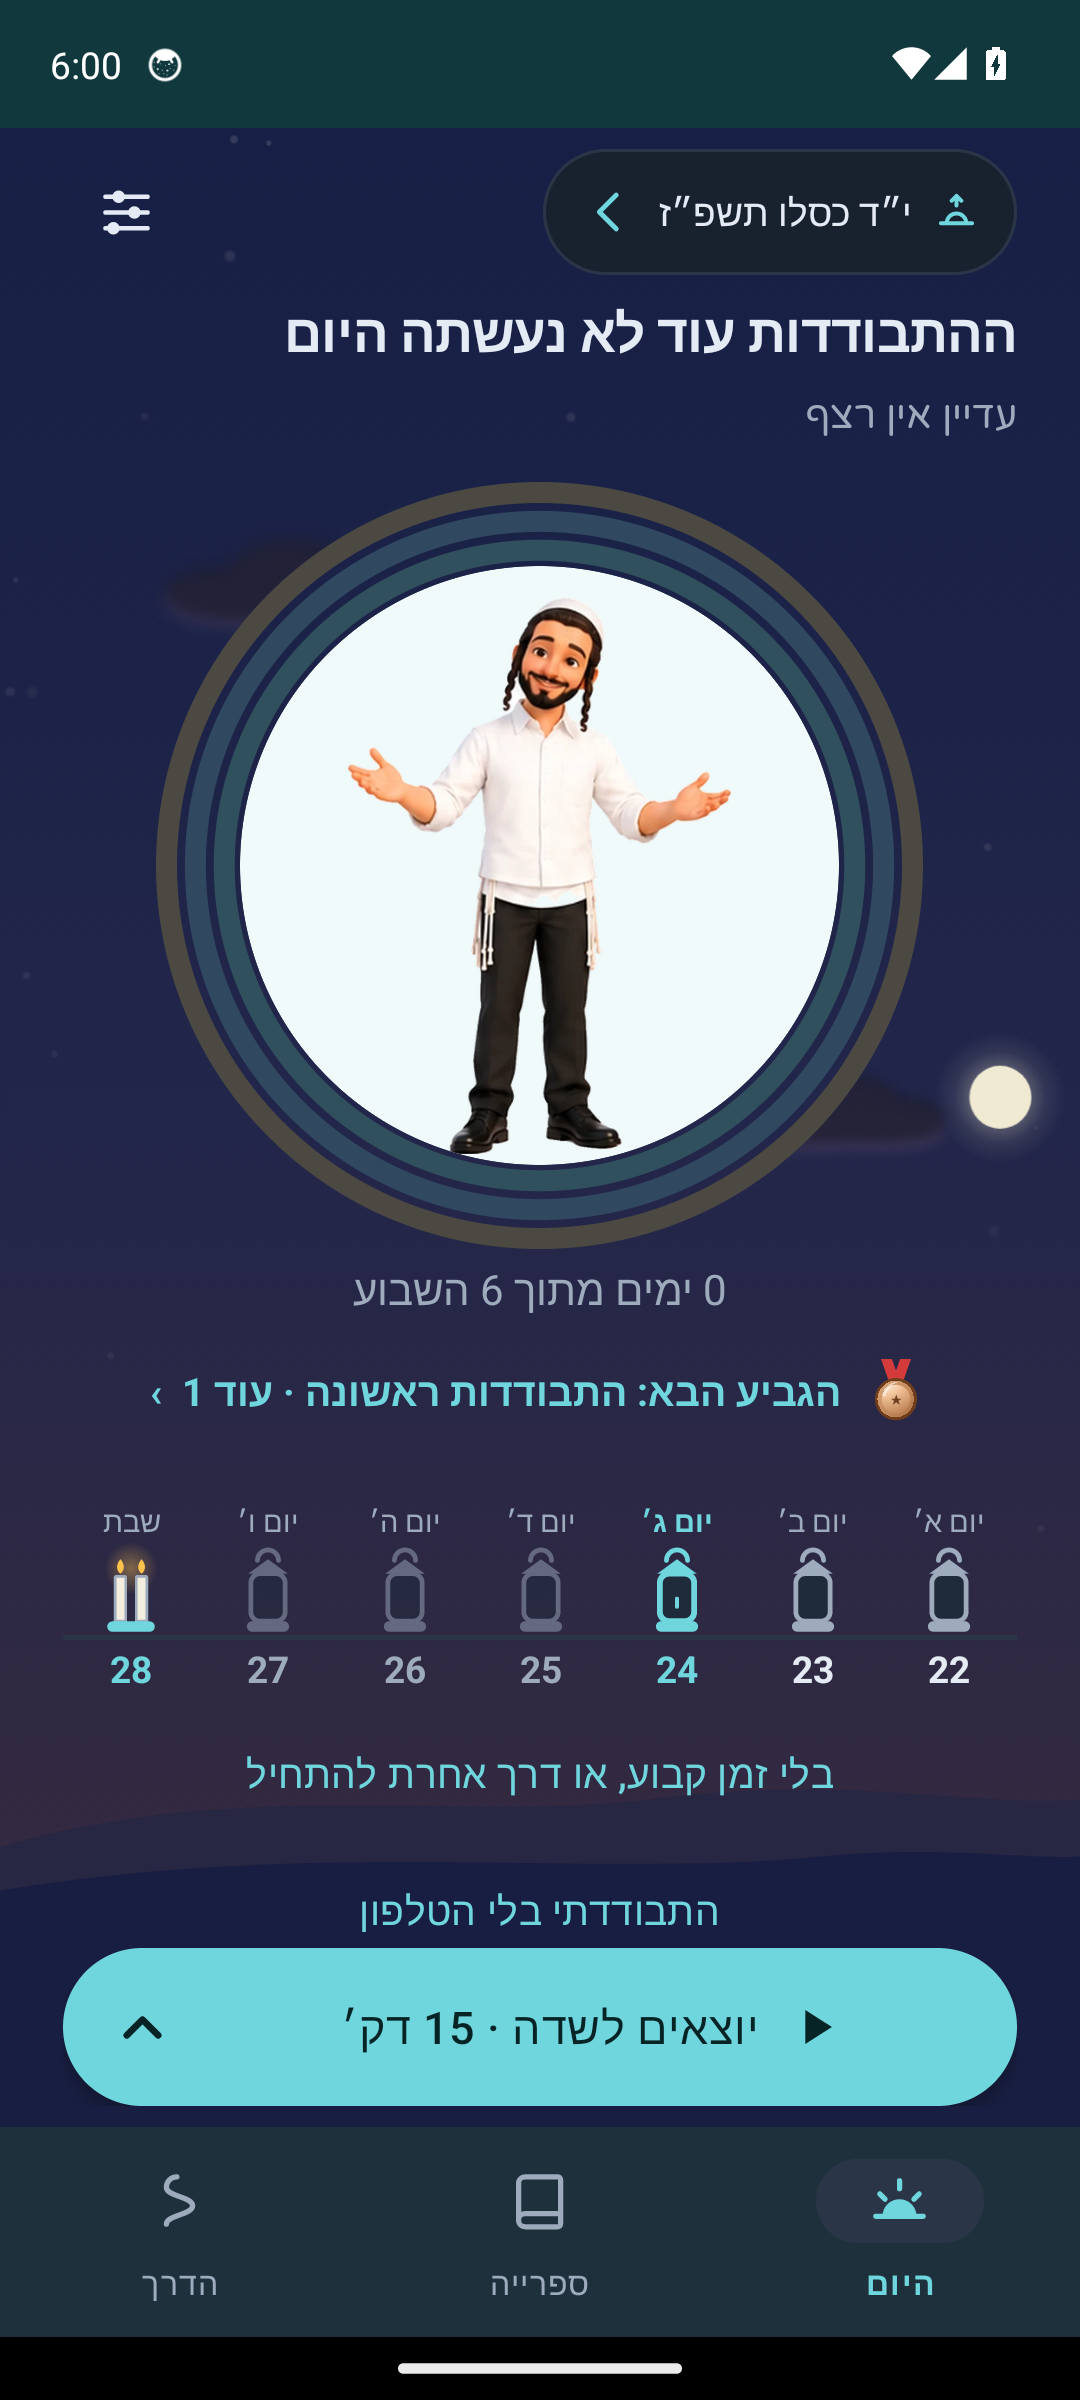 6:00
י״ד כסלו תשפ״ז
ההתבודדות עוד לא נעשתה היום
עדיין אין רצף
0 ימים מתוך 6 השבוע
הגביע הבא: התבודדות ראשונה · עוד 1 ›
יום א׳ יום ב׳ יום ג׳ יום ד׳ יום ה׳ יום ו׳ שבת
22 23 24 25 26 27 28
בלי זמן קבוע, או דרך אחרת להתחיל
התבודדתי בלי הטלפון
יוצאים לשדה · 15 דק׳
היום ספרייה הדרך